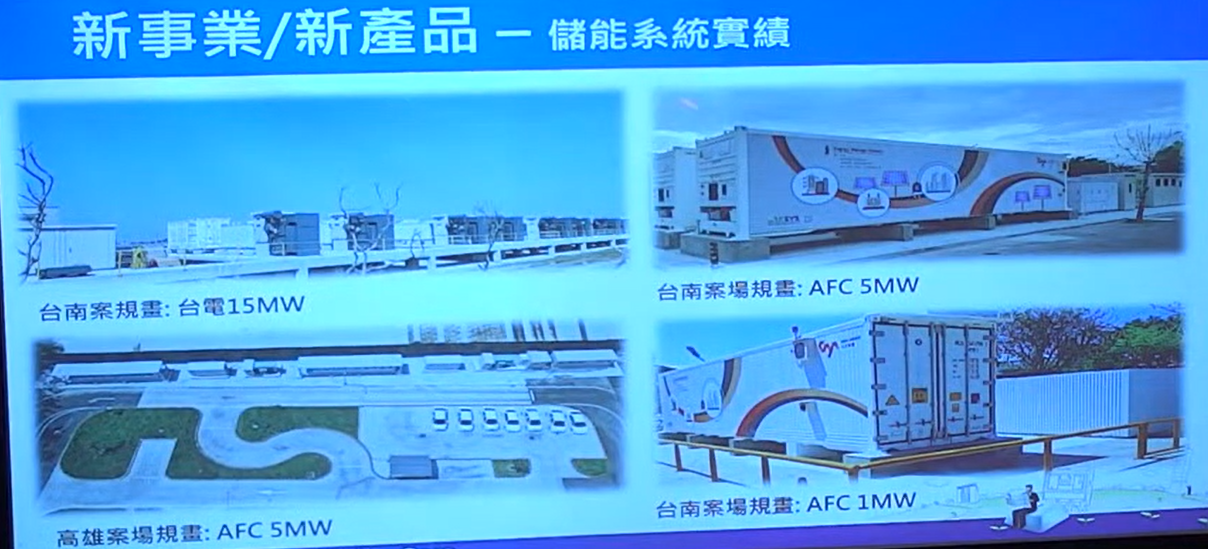 新事業/新產品 – 儲能系統實績
台南案規畫: 台電15MW
台南案場規畫: AFC 5MW
高雄案場規畫: AFC 5MW
台南案場規畫: AFC 1MW